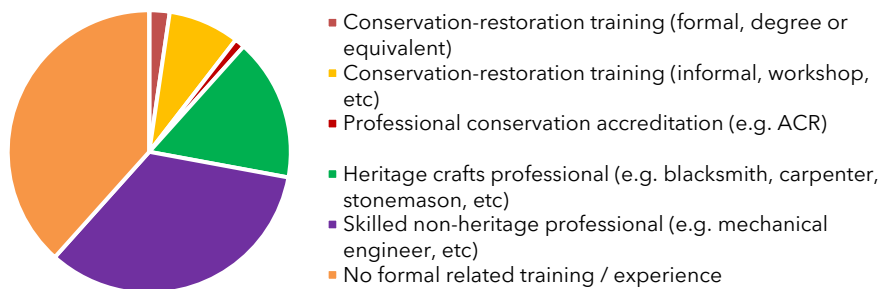 Conservation-restoration training (formal, degree or
equivalent)
Conservation-restoration training (informal, workshop,
etc)
Professional conservation accreditation (e.g. ACR)
Heritage crafts professional (e.g. blacksmith, carpenter,
stonemason, etc)
Skilled non-heritage professional (e.g. mechanical
engineer, etc)
No formal related training / experience